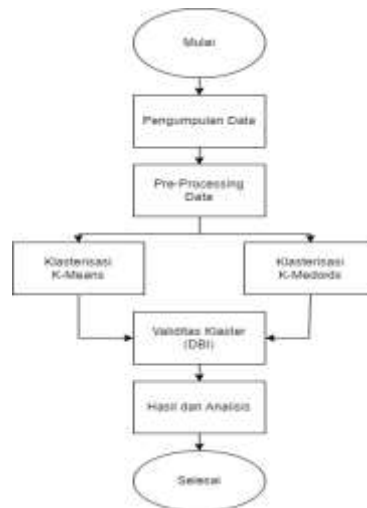 Mulai
Pengumpulan Data
Pre-Processing
Data
Klasterisasi
K-Means
Klasterisasi
K-Medoids
Validitas Klaster
(DBI)
Hasil dan Analisis
Selesai